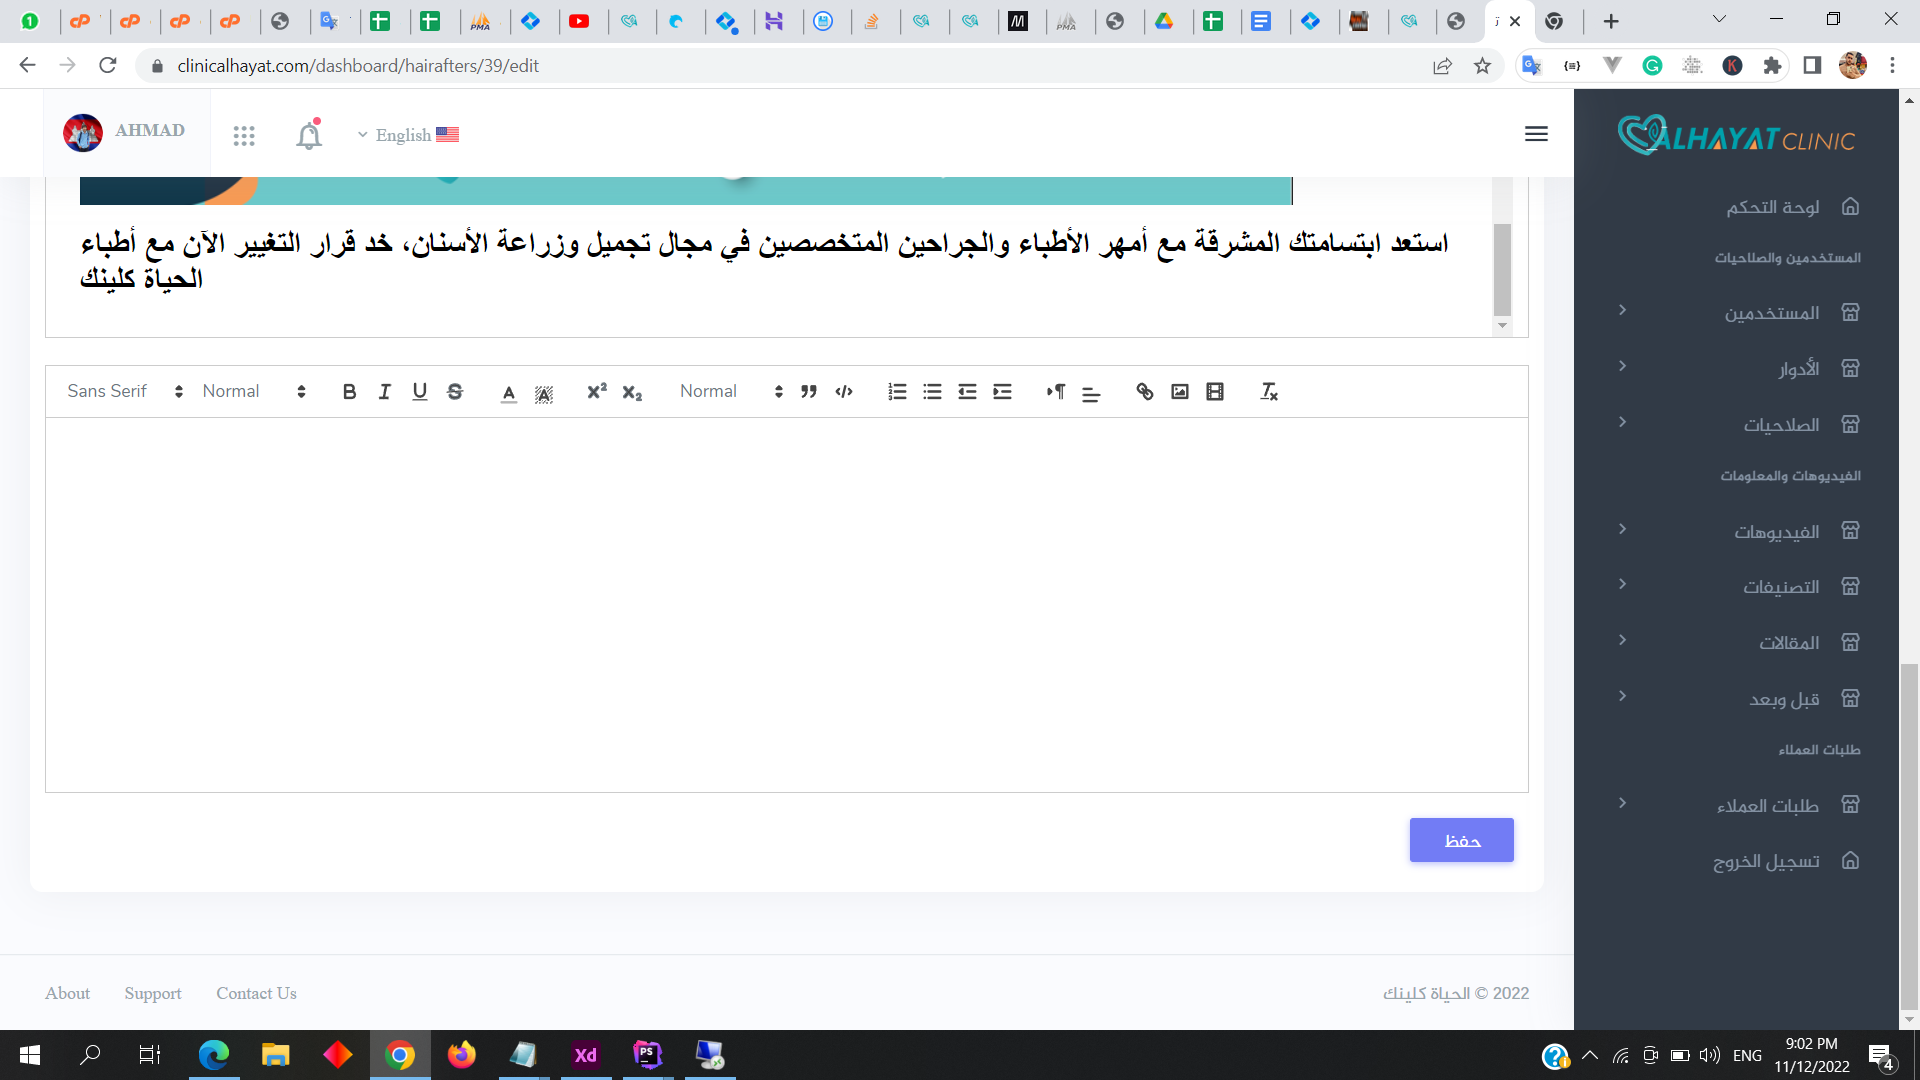 clinicalhayat.com/dashboard/hairafters/39/edit
AHMAD
English
ALHAYAT CLINIC
استعد ابتسامتك المشرقة مع أمهر الأطباء والجراحين المتخصصين في مجال تجميل وزراعة الأسنان، خد قرار التغيير الآن مع أطباء
الحياة كلينك
Sans Serif Normal Normal
حفظ
لوحة التحكم
المستخدمين والصلاحيات
المستخدمين
الأدوار
الصلاحيات
الفيديوهات والمعلومات
الفيديوهات
التصنيفات
المقالات
قبل وبعد
طلبات العملاء
طلبات العملاء
تسجيل الخروج
About Support Contact Us
2022 © الحياة كلينك
ENG
9:02 PM
11/12/2022
4